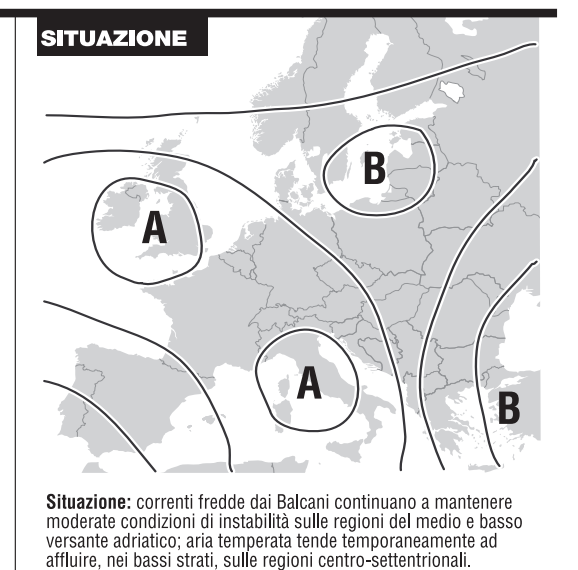 SITUAZIONE
B
A
A
B
Situazione: correnti fredde dai Balcani continuano a mantenere
moderate condizioni di instabilità sulle regioni del medio e basso
versante adriatico; aria temperata tende temporaneamente ad
affluire, nei bassi strati, sulle regioni centro-settentrionali.